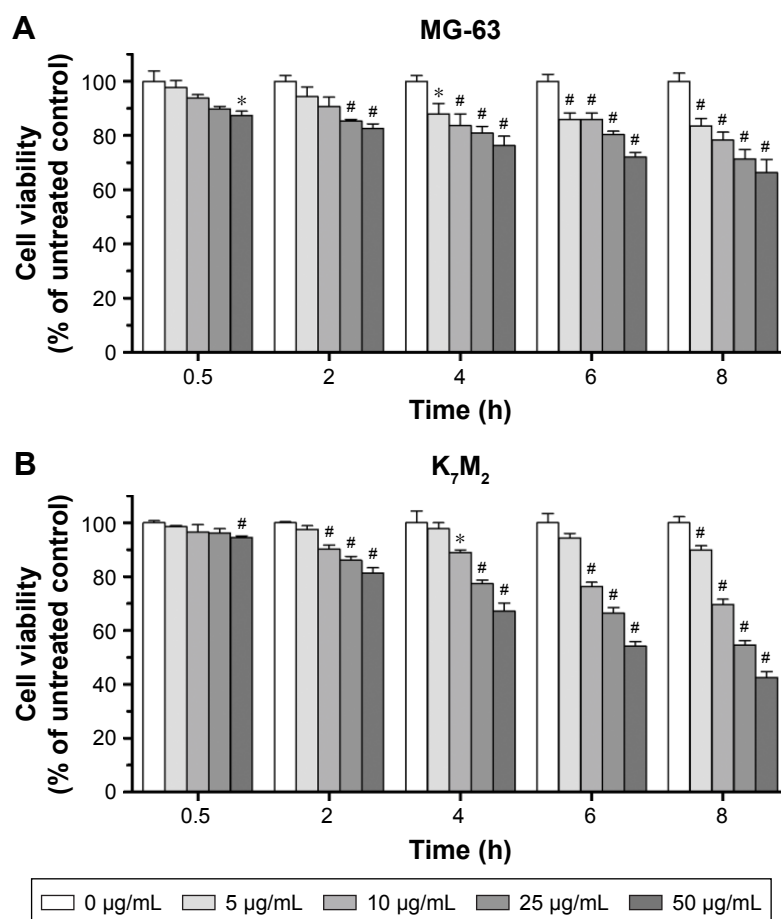 A
MG-63
Cell viability
(% of untreated control)
100
80
60
40
20
0
*
# #
* # # #
# # # #
# # # #
0.5 2 4 6 8
Time (h)
B
K₇M₂
Cell viability
(% of untreated control)
100
80
60
40
20
0
#
# # #
* # #
# # #
# # # #
0.5 2 4 6 8
Time (h)
0 µg/mL 5 µg/mL 10 µg/mL 25 µg/mL 50 µg/mL